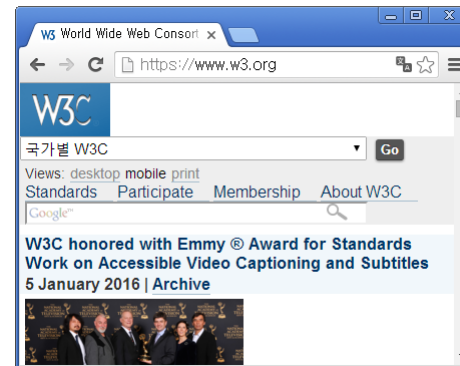 W3 World Wide Web Consort
https://www.w3.org
W3C
국가별 W3C
Go
Views: desktop mobile print
Standards Participate Membership About W3C
Google™
W3C honored with Emmy ® Award for Standards
Work on Accessible Video Captioning and Subtitles
5 January 2016 | Archive